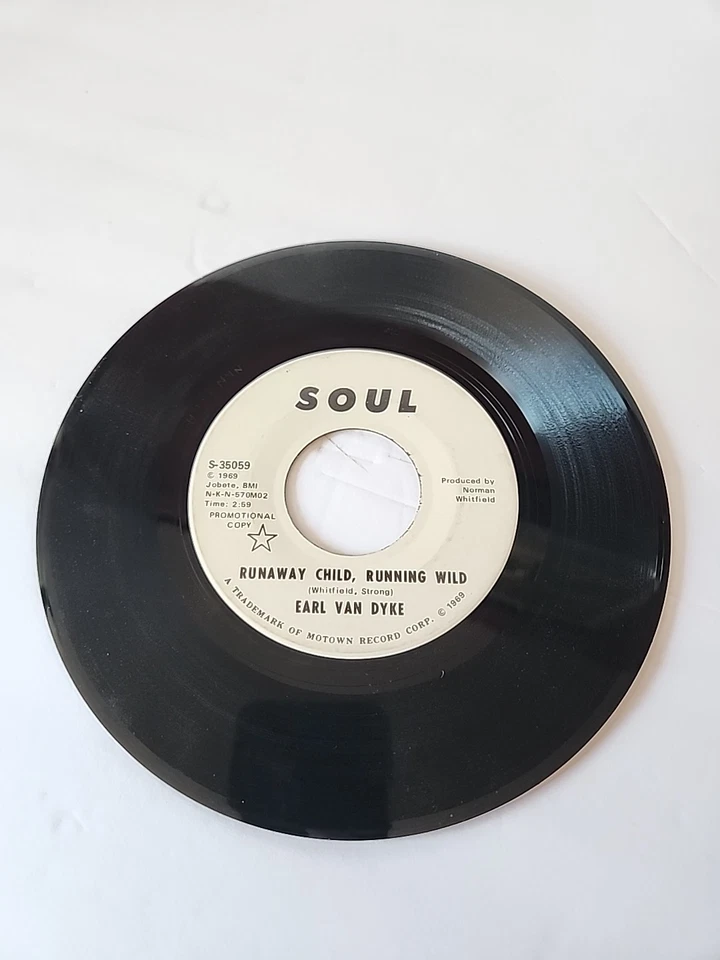 SOUL
S-35059
© 1969
Jobete, BMI
N-K-N-570M02
Time: 2:59
PROMOTIONAL
COPY
Produced by
Norman
Whitfield
RUNAWAY CHILD, RUNNING WILD
(Whitfield, Strong)
EARL VAN DYKE
A TRADEMARK OF MOTOWN RECORD CORP. © 1969